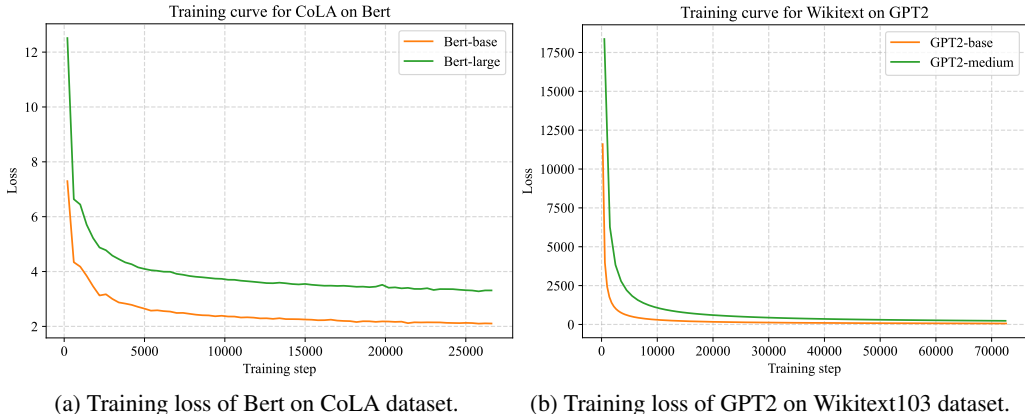 Training curve for CoLA on Bert
Bert-base
Bert-large
12
10
8
6
4
2
Loss
0 5000 10000 15000 20000 25000
Training step
(a) Training loss of Bert on CoLA dataset.
Training curve for Wikitext on GPT2
GPT2-base
GPT2-medium
17500
15000
12500
10000
7500
5000
2500
0
Loss
0 10000 20000 30000 40000 50000 60000 70000
Training step
(b) Training loss of GPT2 on Wikitext103 dataset.